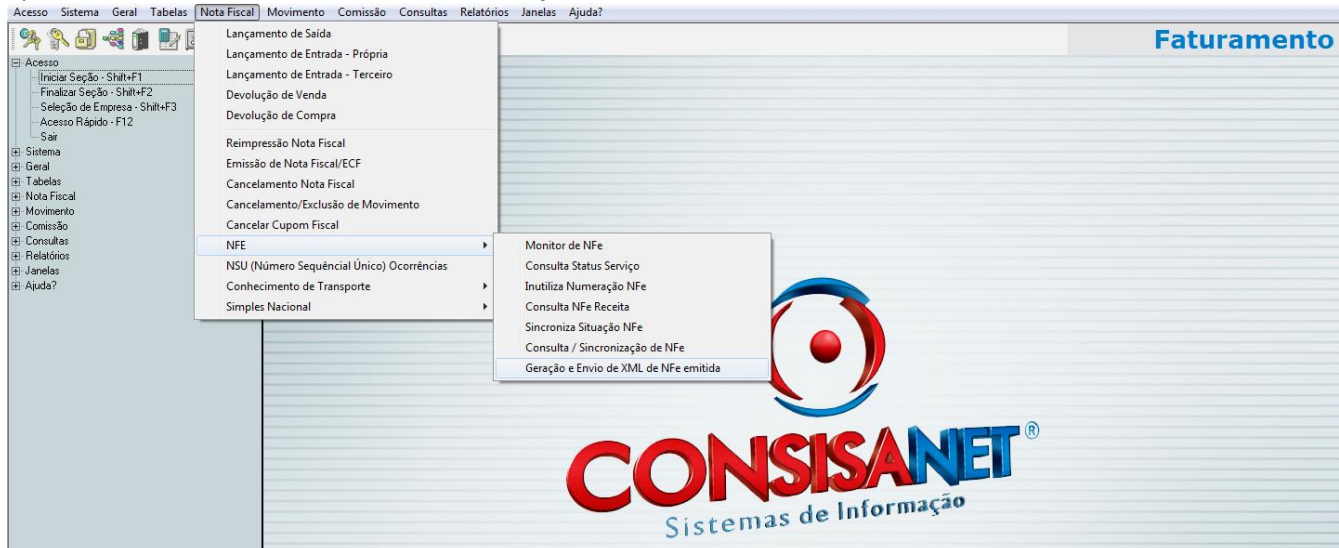 Acesso Sistema Geral Tabelas Nota Fiscal Movimento Comissão Consultas Relatórios Janelas Ajuda?
Faturamento
Acesso
Iniciar Seção - Shift+F1
Finalizar Seção - Shift+F2
Seleção de Empresa - Shift+F3
Acesso Rápido - F12
Sair
Sistema
Geral
Tabelas
Nota Fiscal
Movimento
Comissão
Consultas
Relatórios
Janelas
Ajuda?
Lançamento de Saída
Lançamento de Entrada - Própria
Lançamento de Entrada - Terceiro
Devolução de Venda
Devolução de Compra
Reimpressão Nota Fiscal
Emissão de Nota Fiscal/ECF
Cancelamento Nota Fiscal
Cancelamento/Exclusão de Movimento
Cancelar Cupom Fiscal
NFE
NSU (Número Sequêncial Único) Ocorrências
Conhecimento de Transporte
Simples Nacional
Monitor de NFe
Consulta Status Serviço
Inutiliza Numeração NFe
Consulta NFe Receita
Sincroniza Situação NFe
Consulta / Sincronização de NFe
Geração e Envio de XML de NFe emitida
CONSISANET®
Sistemas de Informação